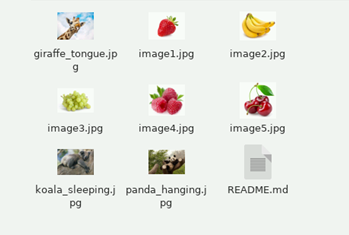 giraffe_tongue.jp
g
image1.jpg
image2.jpg
image3.jpg
image4.jpg
image5.jpg
koala_sleeping.j
pg
panda_hanging.j
pg
README.md